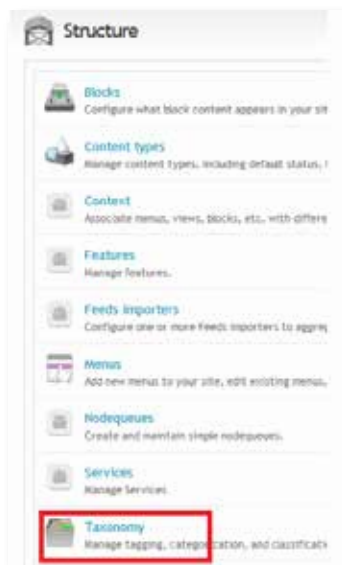 Structure
Blocks
Configure what block content appears in your sit
Content types
Manage content types, including default status,
Context
Associate menus, views, blocks, etc. with differe
Features
Manage features.
Feeds importers
Configure one or more Feeds importers to aggreg
Menus
Add new menus to your site, edit existing menus,
Nodequeues
Create and maintain simple nodequeues.
Services
Manage Services.
Taxonomy
Manage tagging, categorization, and classificati